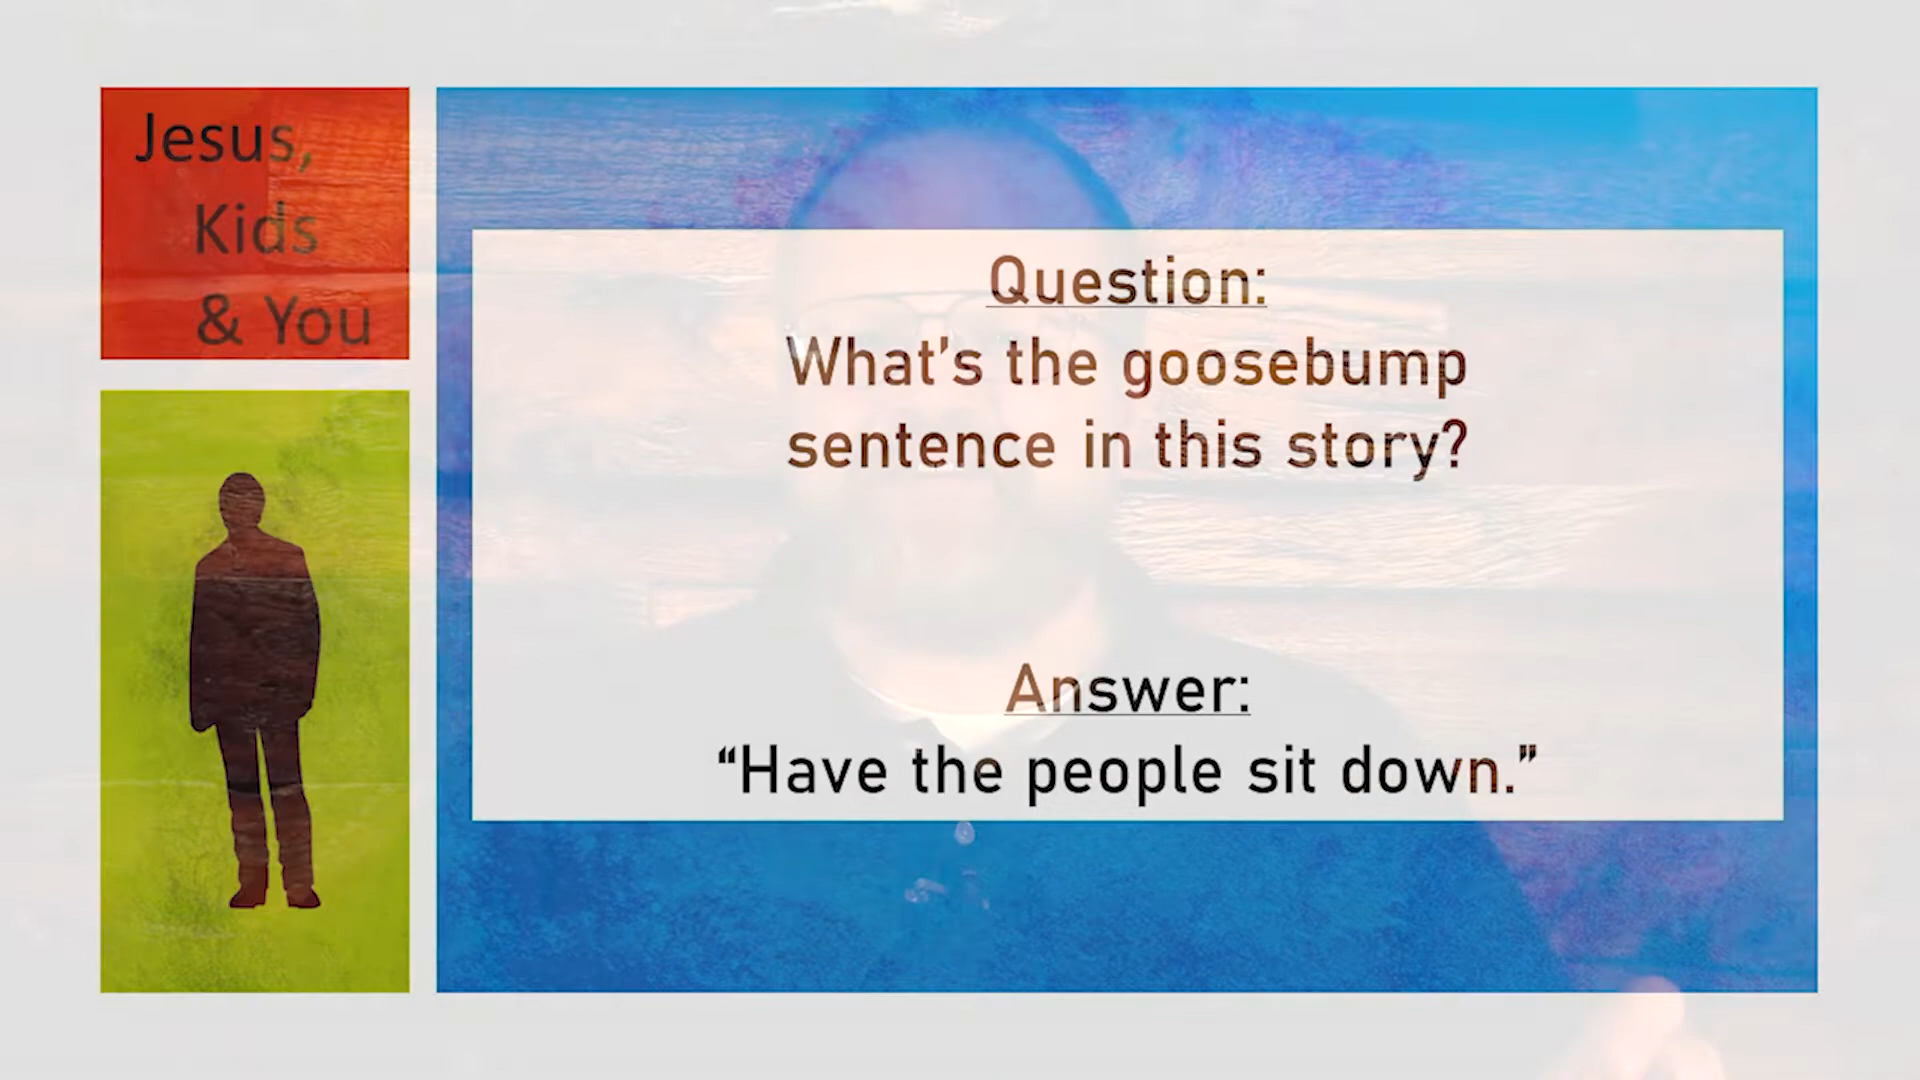 Jesus,
Kids
& You
Question:
What’s the goosebump
sentence in this story?
Answer:
“Have the people sit down.”